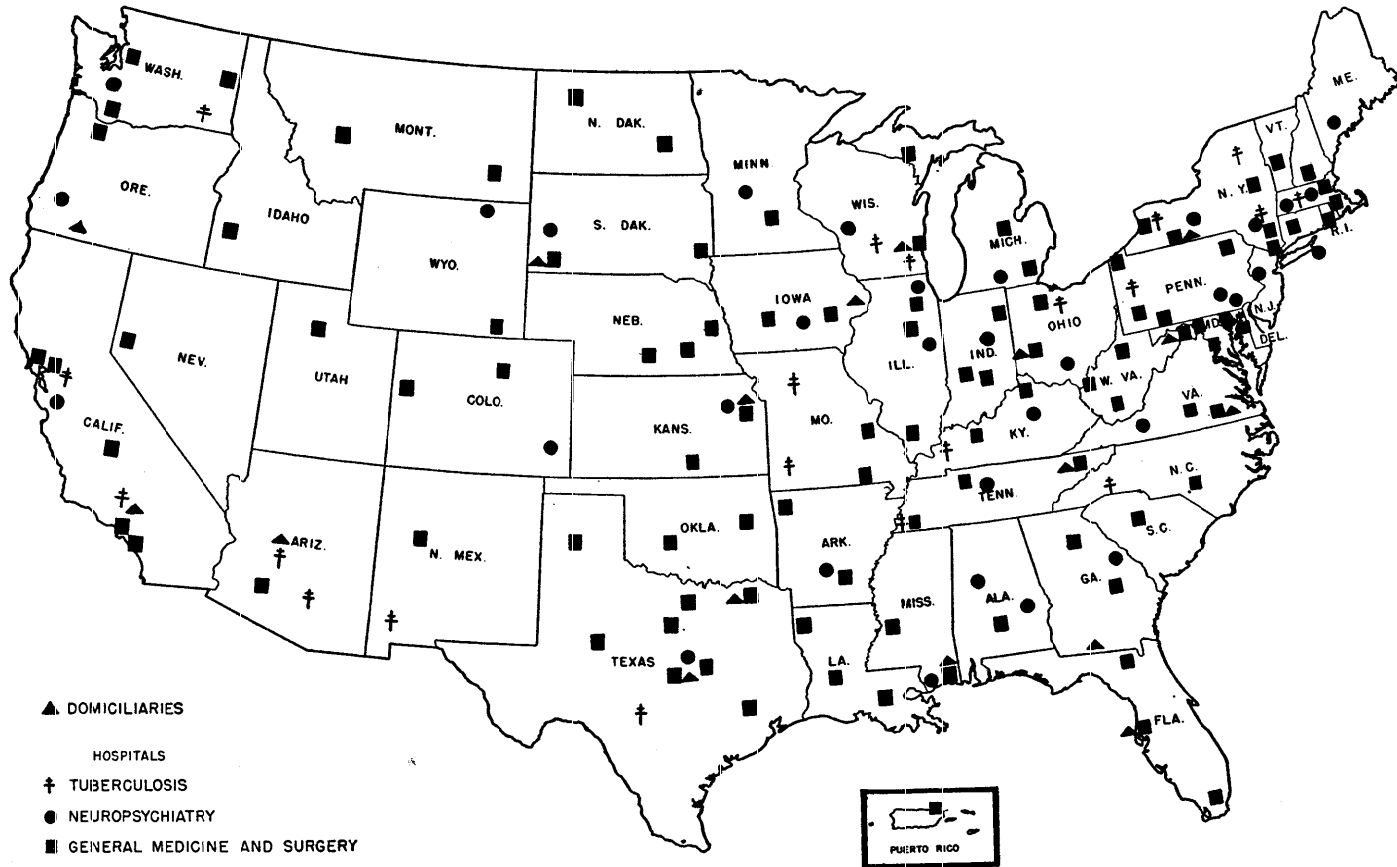 WASH.
MONT.
N. DAK.
MINN.
ME.
VT.
N.Y.
ORE.
IDAHO
S. DAK.
WIS.
MICH.
R.I.
WYO.
IOWA
PENN.
NEB.
OHIO
N.J.
MD.
DEL.
NEV.
UTAH
ILL.
IND.
W. VA.
VA.
CALIF.
COLO.
KANS.
MO.
KY.
N.C.
TENN.
ARIZ.
N. MEX.
OKLA.
ARK.
S.C.
GA.
MISS.
ALA.
TEXAS
LA.
FLA.
DOMICILIARIES
HOSPITALS
TUBERCULOSIS
NEUROPSYCHIATRY
GENERAL MEDICINE AND SURGERY
PUERTO RICO